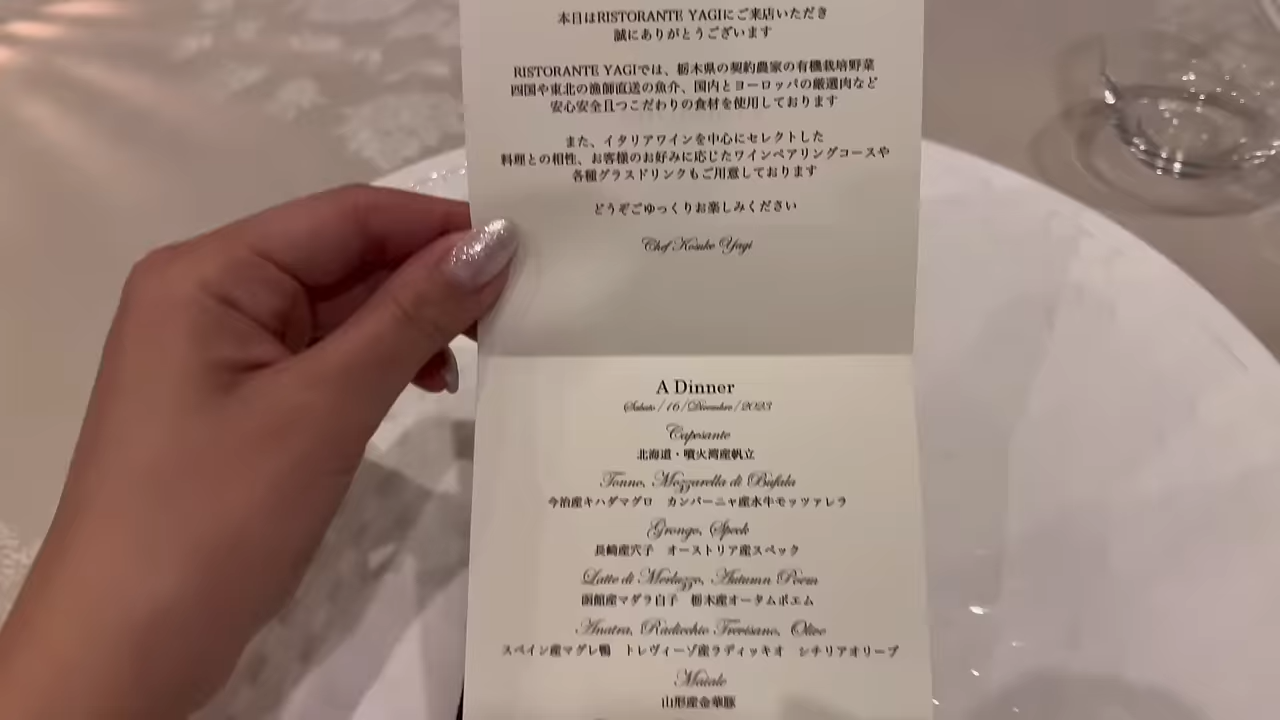 本日はRISTORANTE YAGIにご来店いただき
誠にありがとうございます
RISTORANTE YAGIでは、栃木県の契約農家の有機栽培野菜
四国や東北の漁師直送の魚介、国内とヨーロッパの厳選肉など
安心安全且つこだわりの食材を使用しております
また、イタリアワインを中心にセレクトした
料理との相性、お客様のお好みに応じたワインペアリングコースや
各種グラスドリンクもご用意しております
どうぞごゆっくりお楽しみください
Chef Kosuke Yagi
A Dinner
Sabato / 16 / Dicembre / 2023
Capesante
北海道・噴火湾産帆立
Tonno, Mozzarella di Bufala
今治産キハダマグロ カンパーニャ産水牛モッツァレラ
Grongo, Speck
長崎産穴子 オーストリア産スペック
Latte di Merluzzo, Autumn Poem
函館産マダラ白子 栃木産オータムポエム
Anatra, Radicchio Trevisano, Olive
スペイン産マグレ鴨 トレヴィーゾ産ラディッキオ シチリアオリーブ
Maiale
山形産金華豚